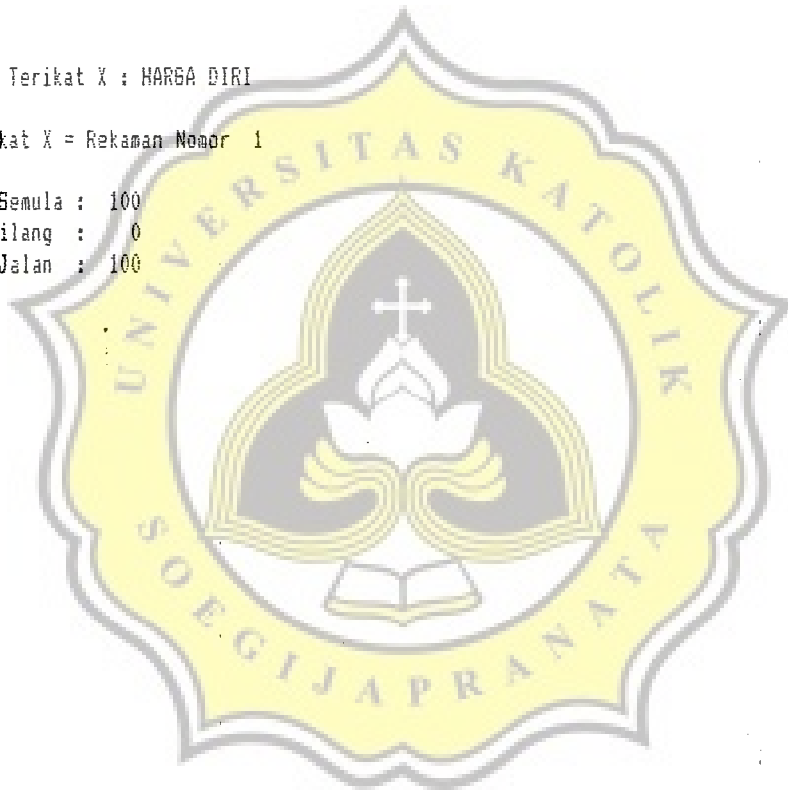 Terikat X : HARGA DIRI
kat X = Rekaman Nomor 1
Semula : 100
ilang : 0
Jalan : 100
UNIVERSITAS KATOLIK
SOEGIJAPRANATA